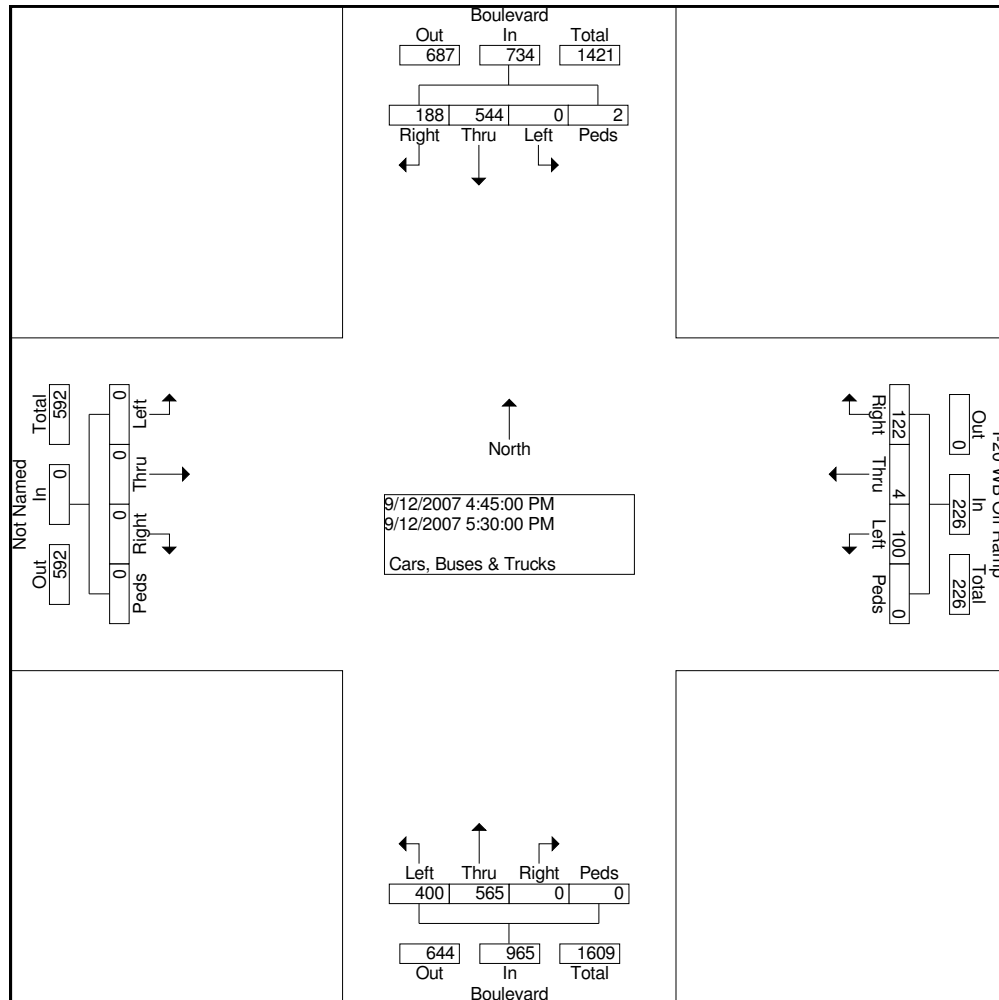 Boulevard
Out In Total
687 734 1421
188 544 0 2
Right Thru Left Peds
Total In Out
592 0 592
Not Named
0 0 0 0
Left Thru Right Peds
North
9/12/2007 4:45:00 PM
9/12/2007 5:30:00 PM
Cars, Buses & Trucks
Right Thru Left Peds
122 4 100 0
Out In Total
0 226 226
WB Ramp
Left Thru Right Peds
400 565 0 0
644 965 1609
Out In Total
Boulevard